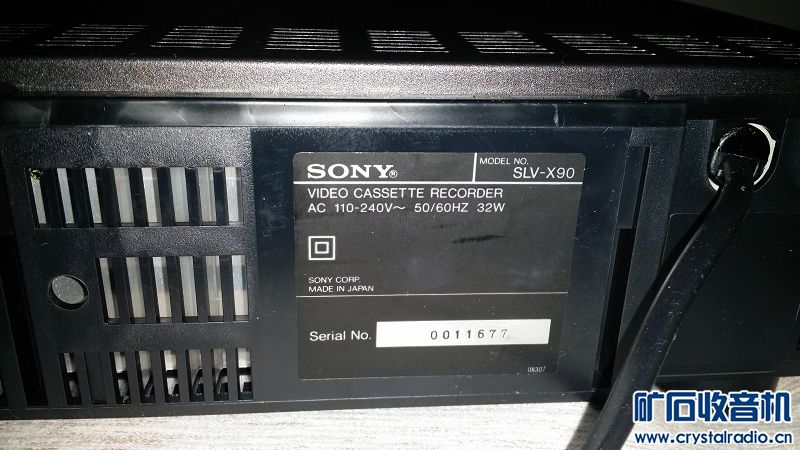 SONY®
MODEL NO.
SLV-X90
VIDEO CASSETTE RECORDER
AC 110-240V～ 50/60HZ 32W
SONY CORP.
MADE IN JAPAN
Serial No. 0011677
08307
矿石收音机
www.crystalradio.cn